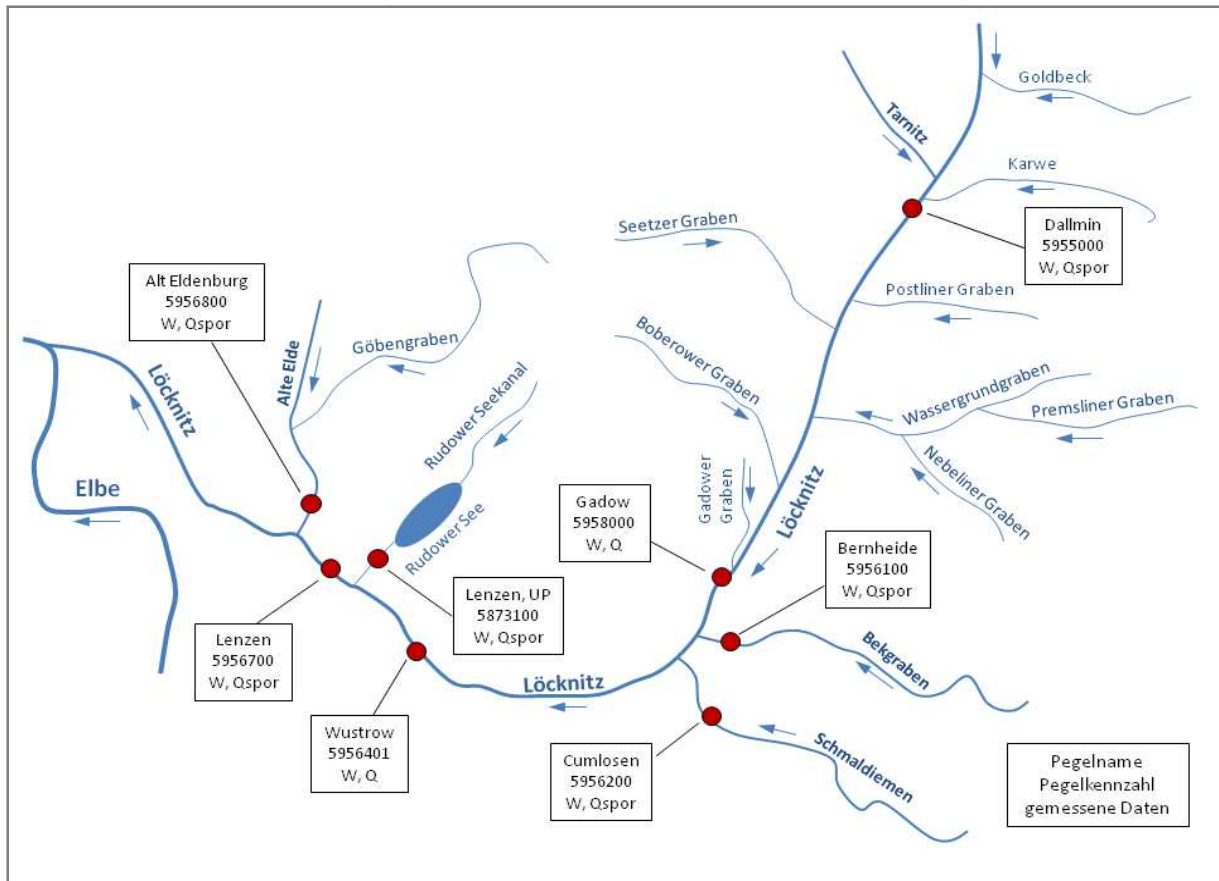 Goldbeck
Tarnitz
Karwe
Dallmin
5955000
W, Qspor
Seetzer Graben
Postliner Graben
Alt Eldenburg
5956800
W, Qspor
Göbengraben
Alte Elde
Löcknitz
Boberower Graben
Wassergrundgraben
Premsliner Graben
Nebeliner Graben
Rudower Seekanal
Rudower See
Elbe
Gadower
Graben
Gadow
5958000
W, Q
Löcknitz
Bernheide
5956100
W, Qspor
Lenzen, UP
5873100
W, Qspor
Lenzen
5956700
W, Qspor
Bekgraben
Löcknitz
Wustrow
5956401
W, Q
Cumlosen
5956200
W, Qspor
Schmaldiemen
Pegelname
Pegelkennzahl
gemessene Daten